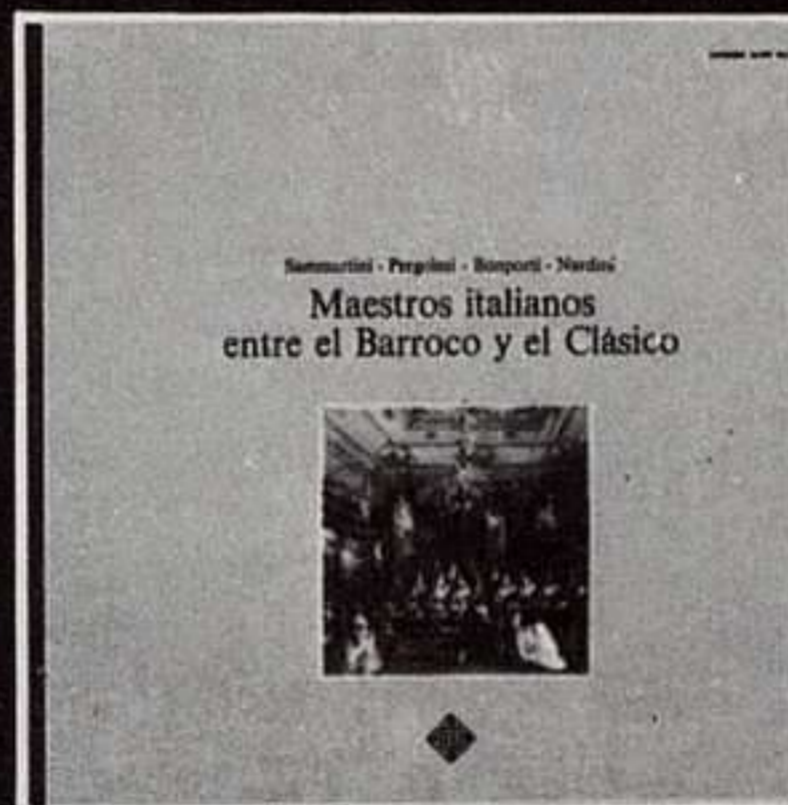 Sammartini - Pergolesi - Bonporti - Nardini
Maestros italianos
entre el Barroco y el Clásico